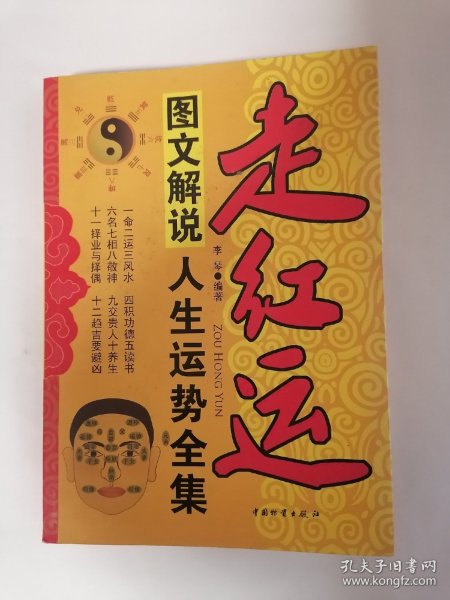 走红运
ZOU HONG YUN
李琴●编著
图文解说
人生运势全集
一命二运三风水 四积功德五读书
六名七相八敬神 九交贵人十养生
十一择业与择偶 十二趋吉要避凶
中国物资出版社
孔夫子旧书网
www.kongfz.com